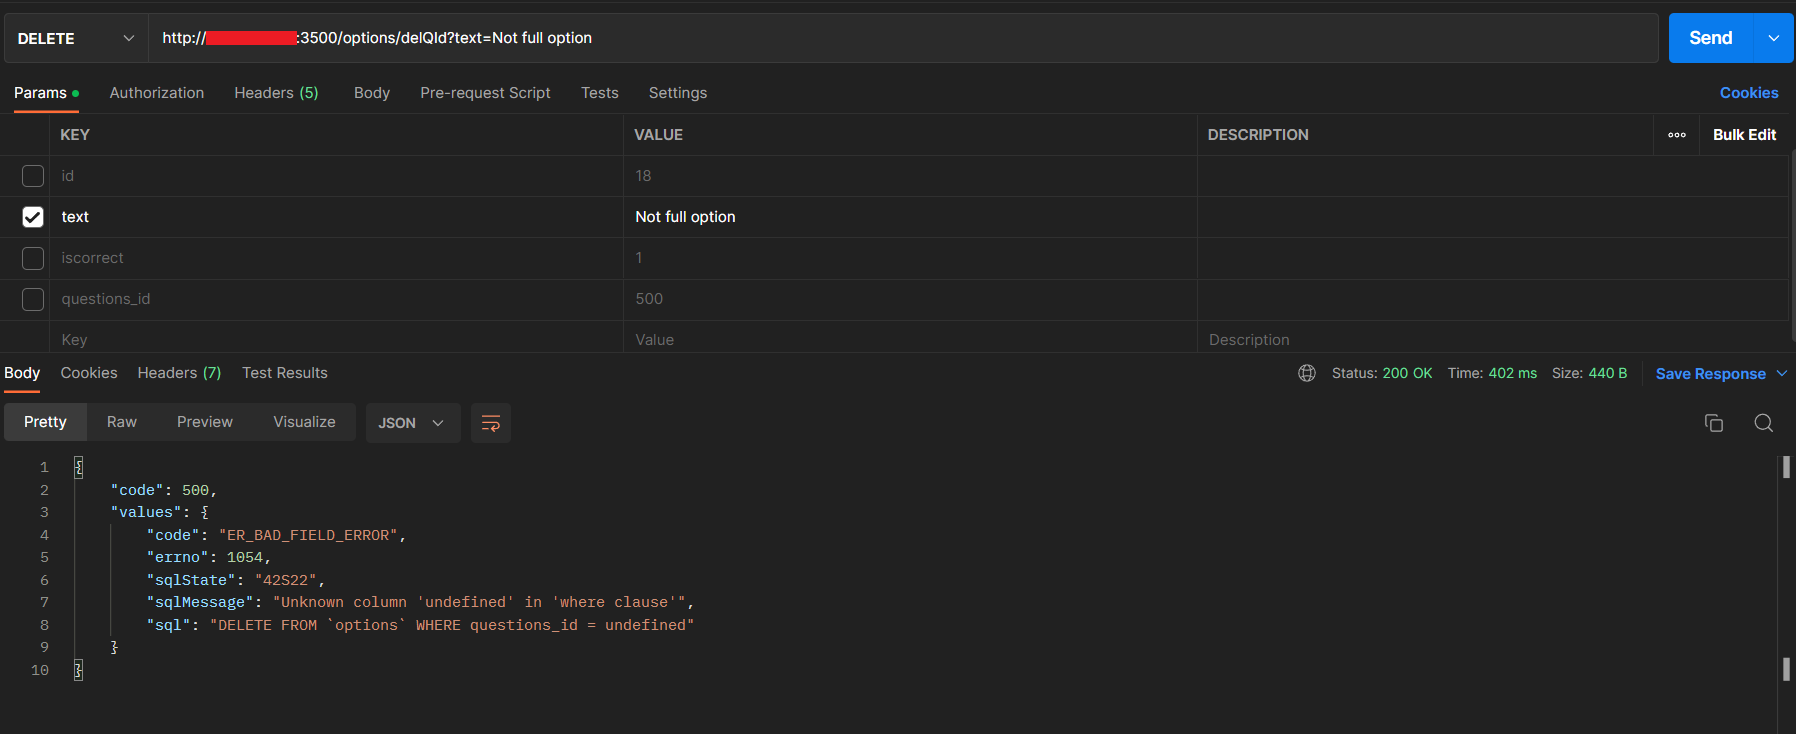 DELETE http://:3500/options/delQId?text=Not full option Send
Params Authorization Headers (5) Body Pre-request Script Tests Settings Cookies
KEY VALUE DESCRIPTION ooo Bulk Edit
id 18
text Not full option
iscorrect 1
questions_id 500
Key Value Description
Body Cookies Headers (7) Test Results Status: 200 OK Time: 402 ms Size: 440 B Save Response
Pretty Raw Preview Visualize JSON
1 {
2 "code": 500,
3 "values": {
4 "code": "ER_BAD_FIELD_ERROR",
5 "errno": 1054,
6 "sqlState": "42S22",
7 "sqlMessage": "Unknown column 'undefined' in 'where clause'",
8 "sql": "DELETE FROM `options` WHERE questions_id = undefined"
9 }
10 }